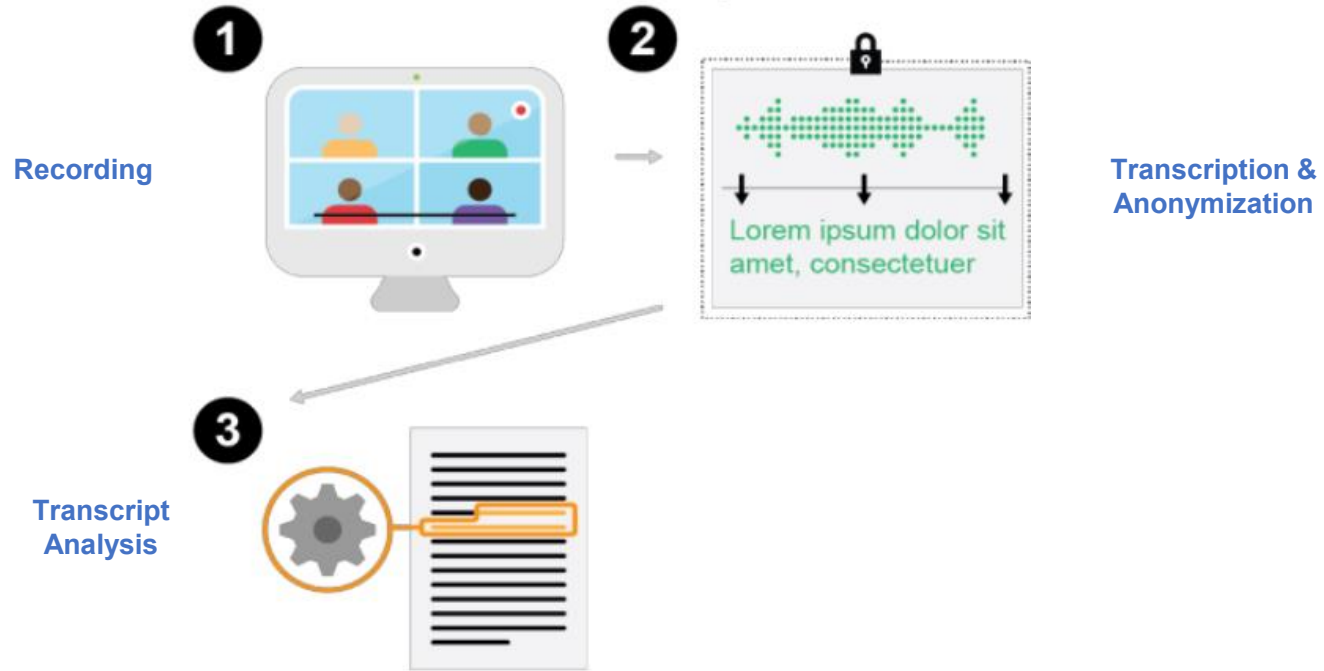 1
2
Recording
Transcription &
Anonymization
Lorem ipsum dolor sit
amet, consectetuer
3
Transcript
Analysis